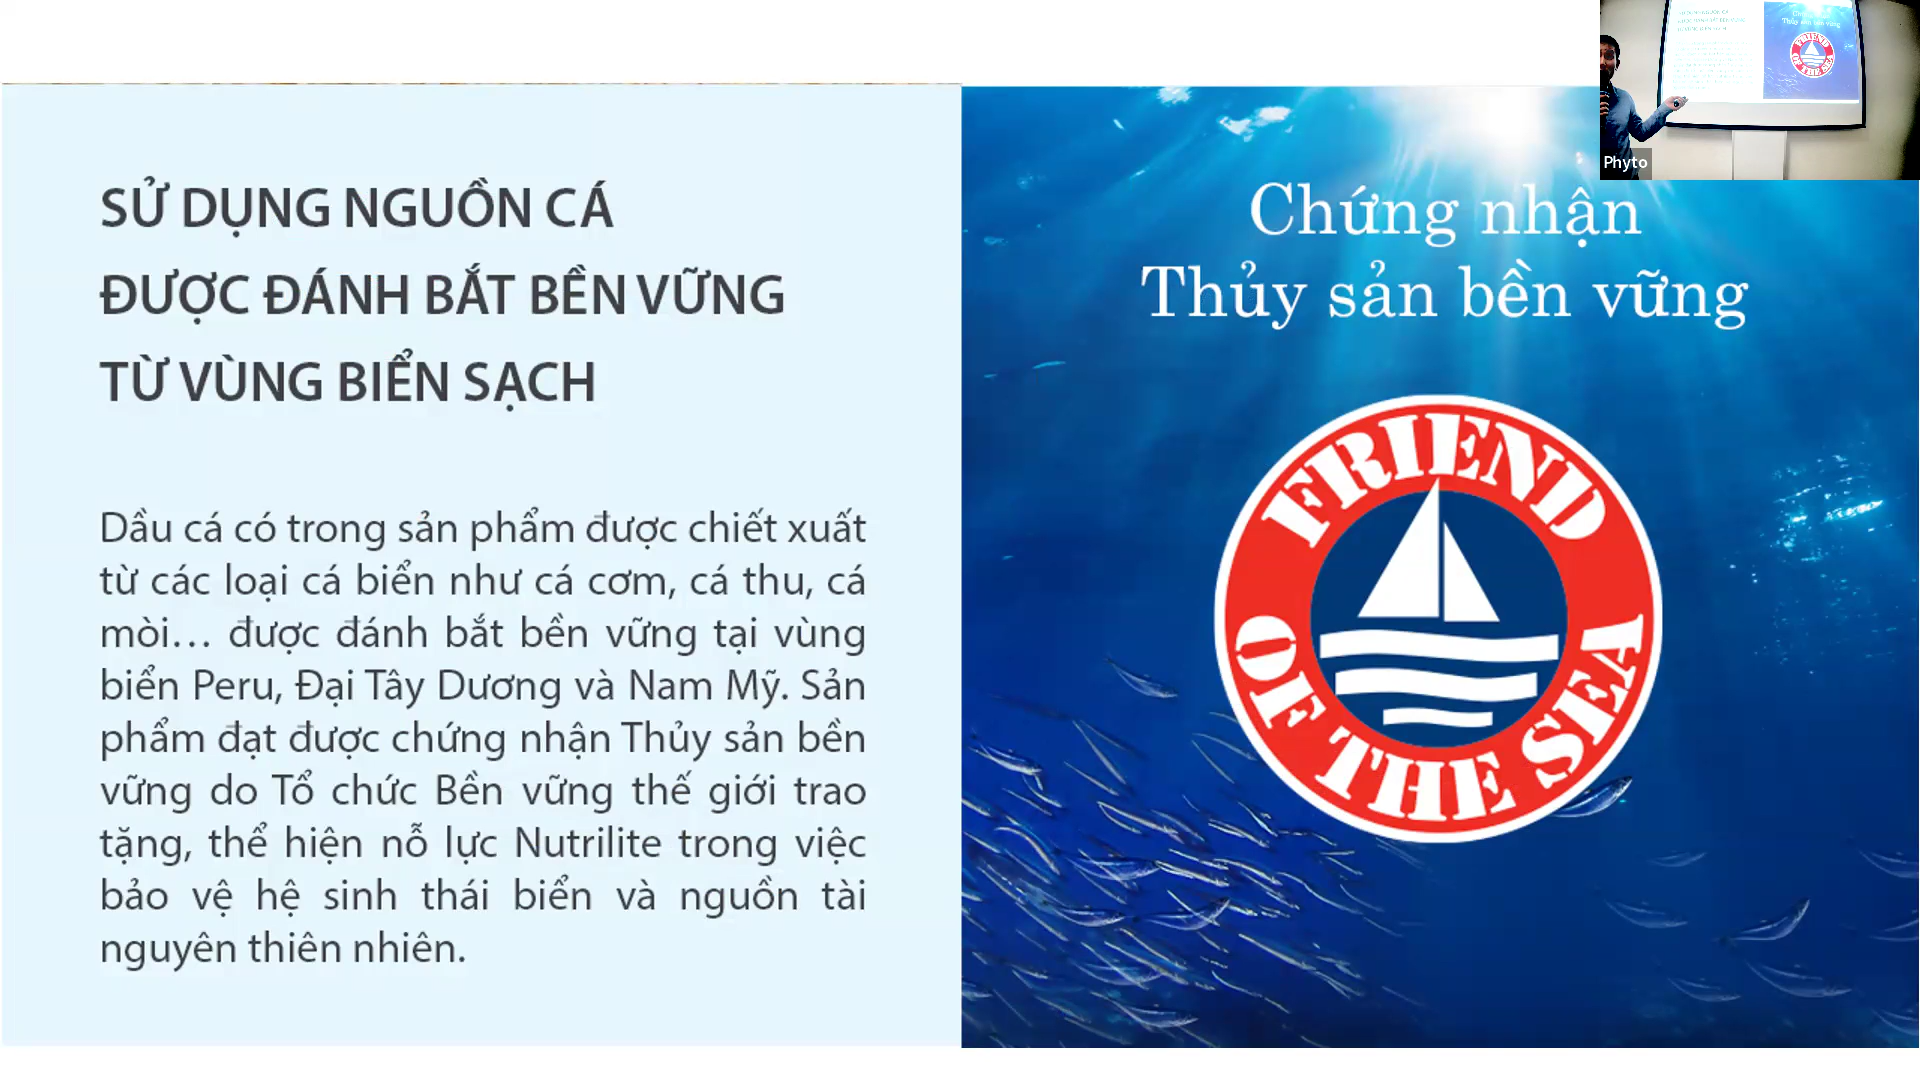 SỬ DỤNG NGUỒN CÁ
ĐƯỢC ĐÁNH BẮT BỀN VỮNG
TỪ VÙNG BIỂN SẠCH
Dầu cá có trong sản phẩm được chiết xuất
từ các loại cá biển như cá cơm, cá thu, cá
mòi… được đánh bắt bền vững tại vùng
biển Peru, Đại Tây Dương và Nam Mỹ. Sản
phẩm đạt được chứng nhận Thủy sản bền
vững do Tổ chức Bền vững thế giới trao
tặng, thể hiện nỗ lực Nutrilite trong việc
bảo vệ hệ sinh thái biển và nguồn tài
nguyên thiên nhiên.
Chứng nhận
Thủy sản bền vững
FRIEND
OF THE SEA
Phyto
FRIEND
OF THE SEA